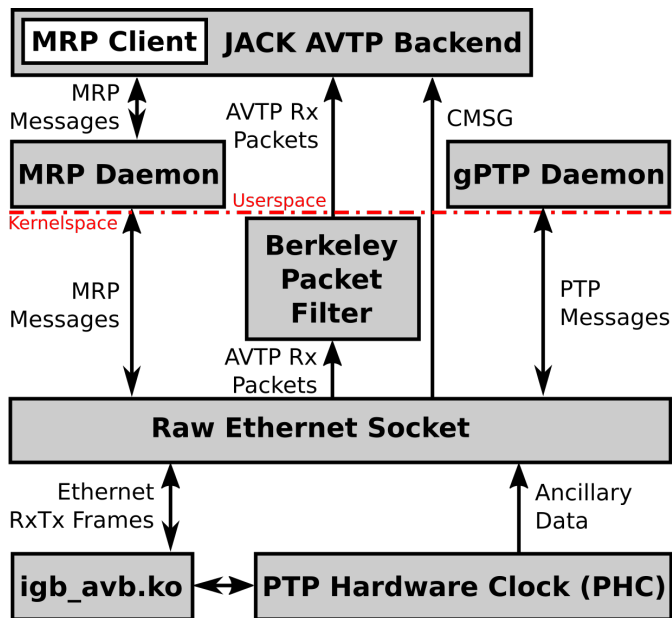 MRP Client
JACK AVTP Backend
MRP
Messages
AVTP Rx
Packets
CMSG
MRP Daemon
gPTP Daemon
Userspace
Kernelspace
Berkeley
Packet
Filter
MRP
Messages
PTP
Messages
AVTP Rx
Packets
Raw Ethernet Socket
Ethernet
RxTx Frames
Ancillary
Data
igb_avb.ko
PTP Hardware Clock (PHC)